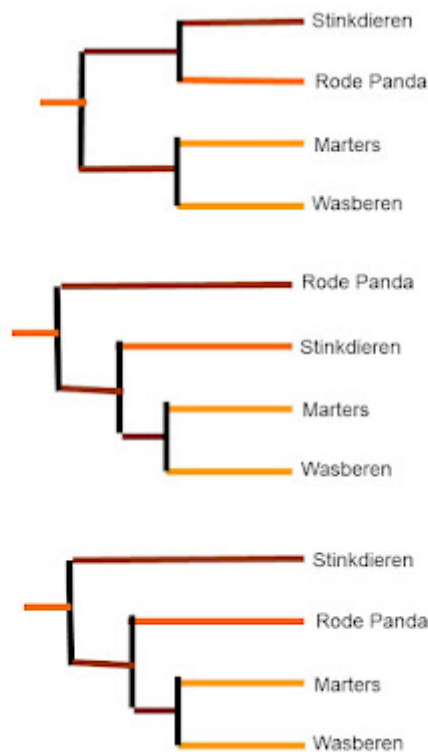 Stinkdieren
Rode Panda
Marters
Wasberen
Rode Panda
Stinkdieren
Marters
Wasberen
Stinkdieren
Rode Panda
Marters
Wasberen